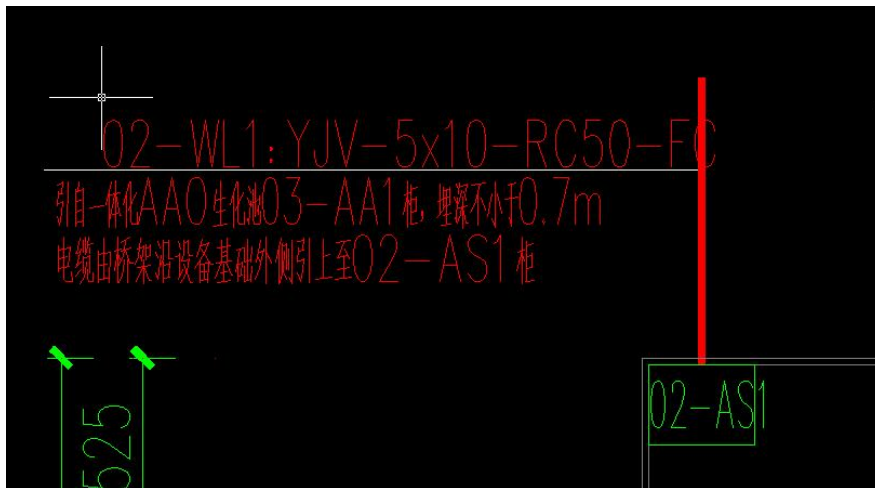 02-WL1:YJV-5x10-RC50-FC
引自一体化AAO生化池03-AA1柜,埋深不小于0.7m
电缆由桥架沿设备基础外侧引上至02-AS1柜
02-AS1
525